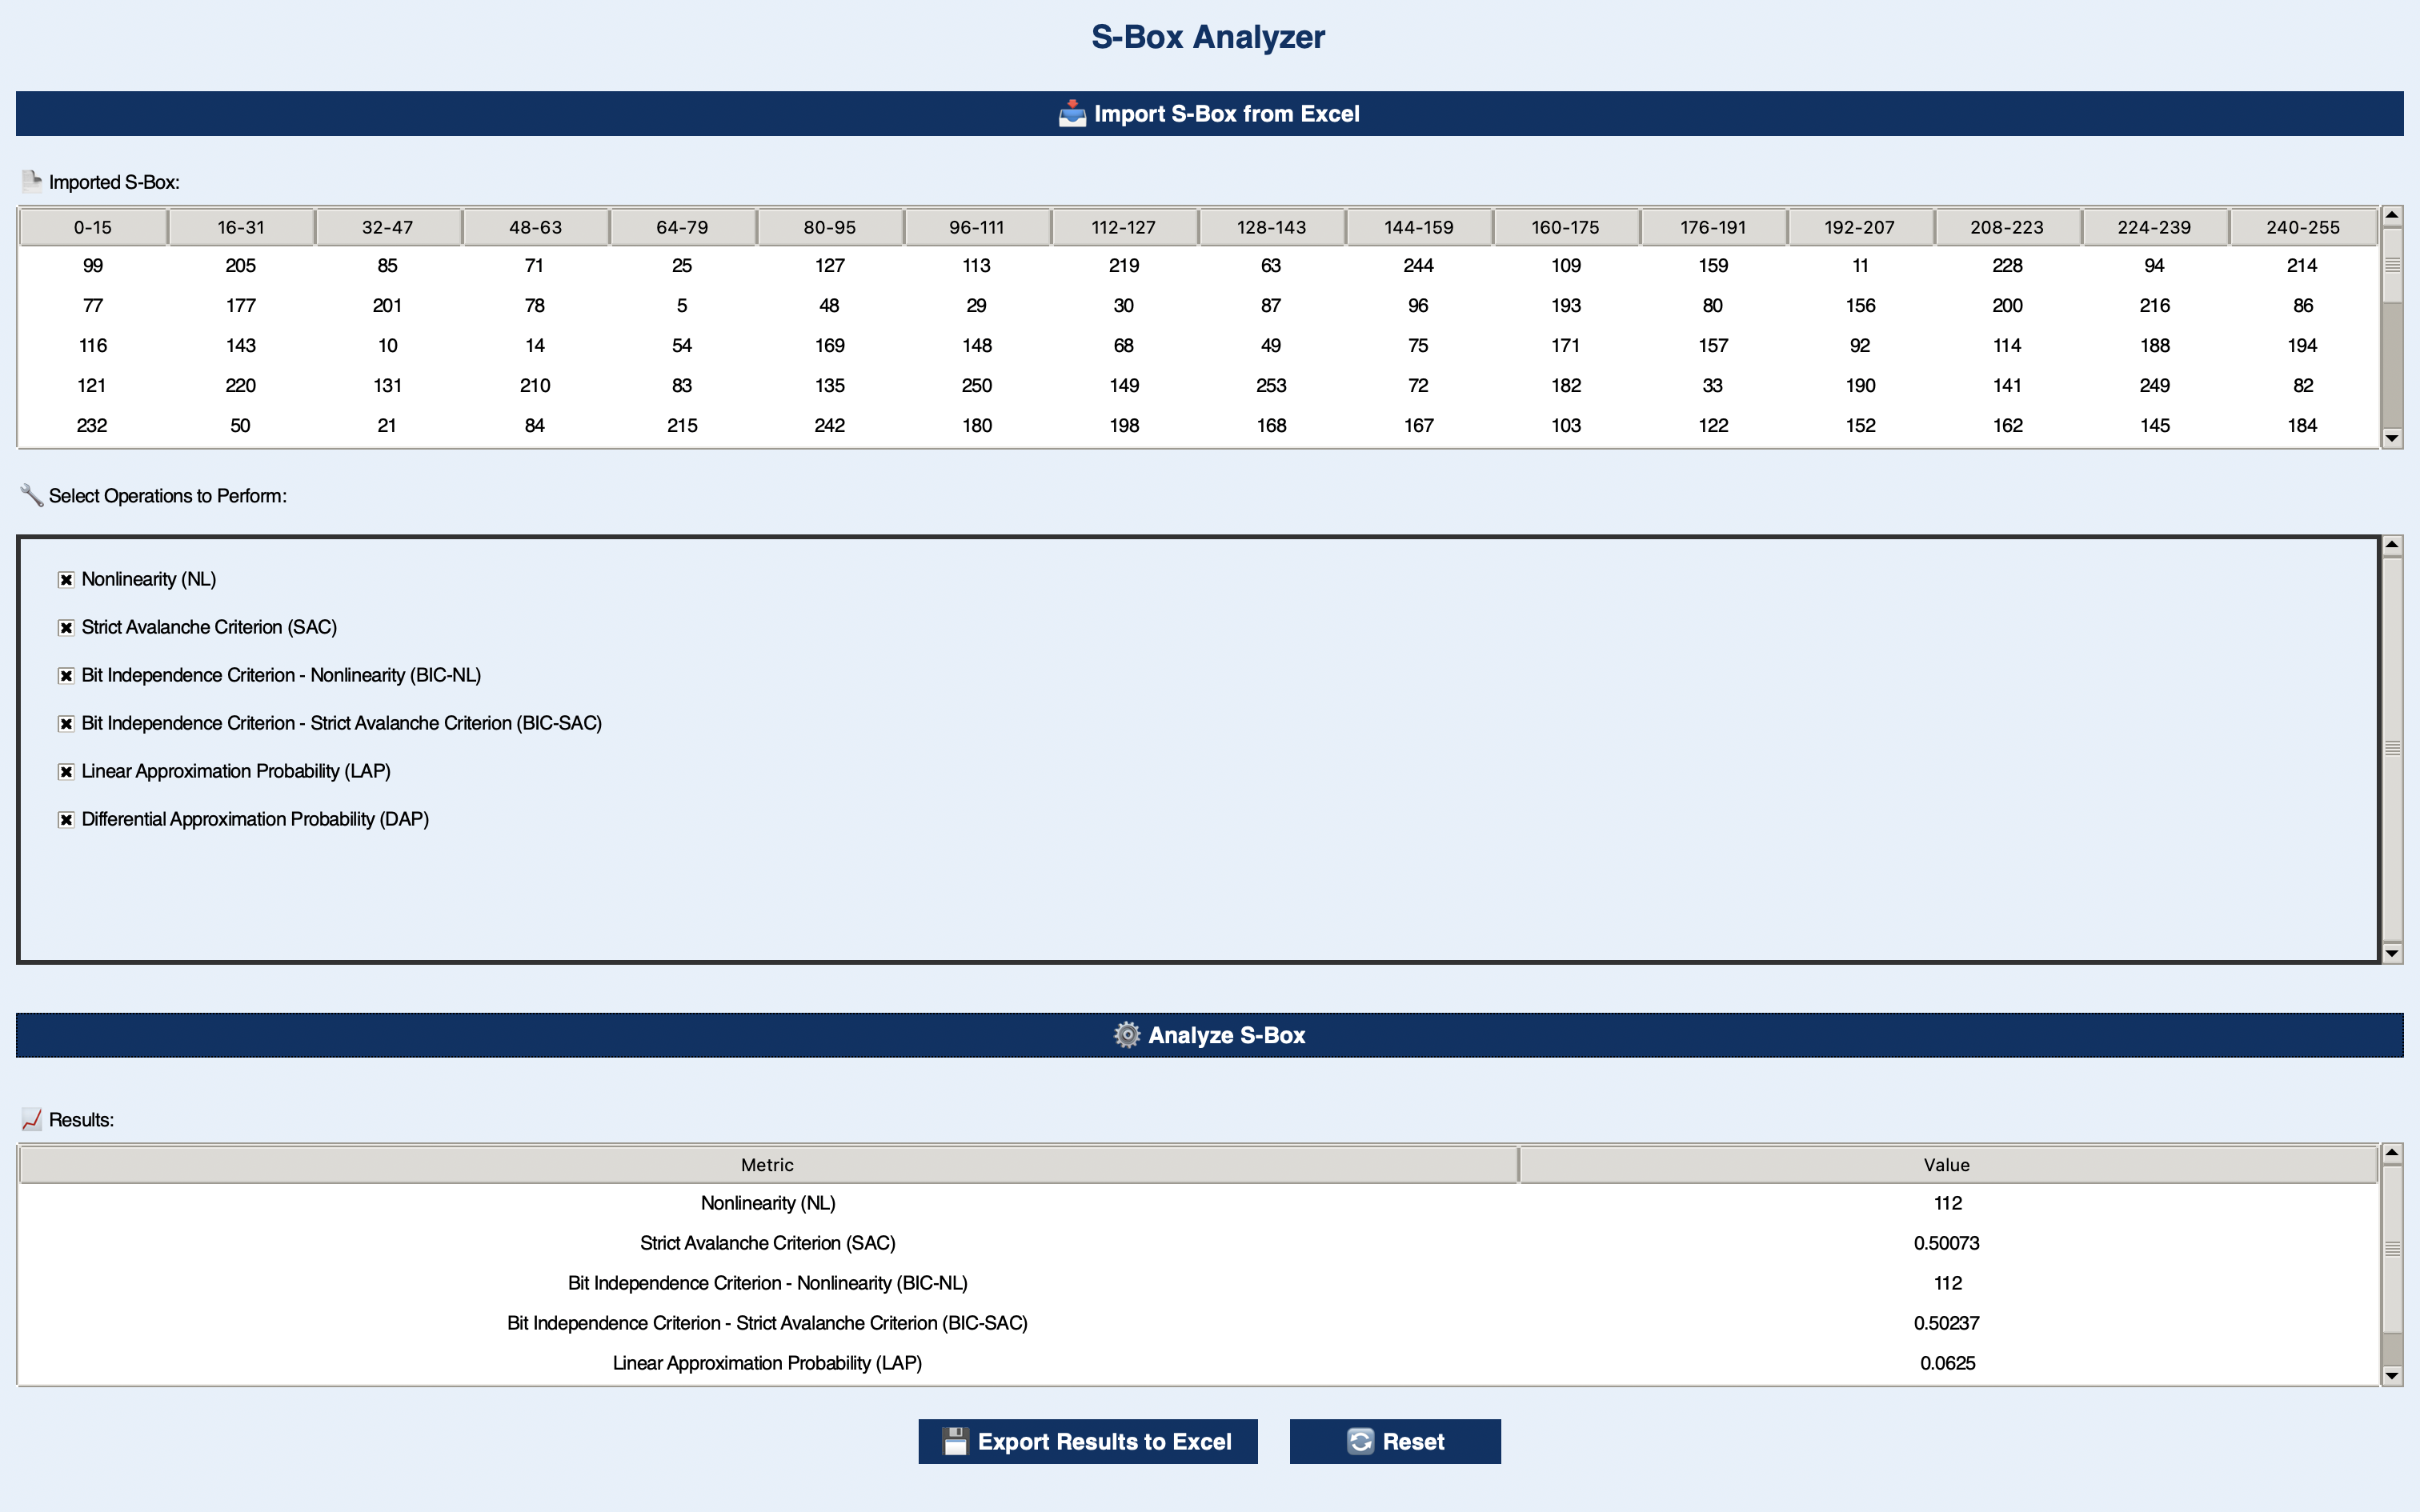 S-Box Analyzer
Import S-Box from Excel
Imported S-Box:
0-15 16-31 32-47 48-63 64-79 80-95 96-111 112-127 128-143 144-159 160-175 176-191 192-207 208-223 224-239 240-255
99 205 85 71 25 127 113 219 63 244 109 159 11 228 94 214
77 177 201 78 5 48 29 30 87 96 193 80 156 200 216 86
116 143 10 14 54 169 148 68 49 75 171 157 92 114 188 194
121 220 131 210 83 135 250 149 253 72 182 33 190 141 249 82
232 50 21 84 215 242 180 198 168 167 103 122 152 162 145 184
Select Operations to Perform:
Nonlinearity (NL)
Strict Avalanche Criterion (SAC)
Bit Independence Criterion - Nonlinearity (BIC-NL)
Bit Independence Criterion - Strict Avalanche Criterion (BIC-SAC)
Linear Approximation Probability (LAP)
Differential Approximation Probability (DAP)
Analyze S-Box
Results:
Metric Value
Nonlinearity (NL) 112
Strict Avalanche Criterion (SAC) 0.50073
Bit Independence Criterion - Nonlinearity (BIC-NL) 112
Bit Independence Criterion - Strict Avalanche Criterion (BIC-SAC) 0.50237
Linear Approximation Probability (LAP) 0.0625
Export Results to Excel Reset